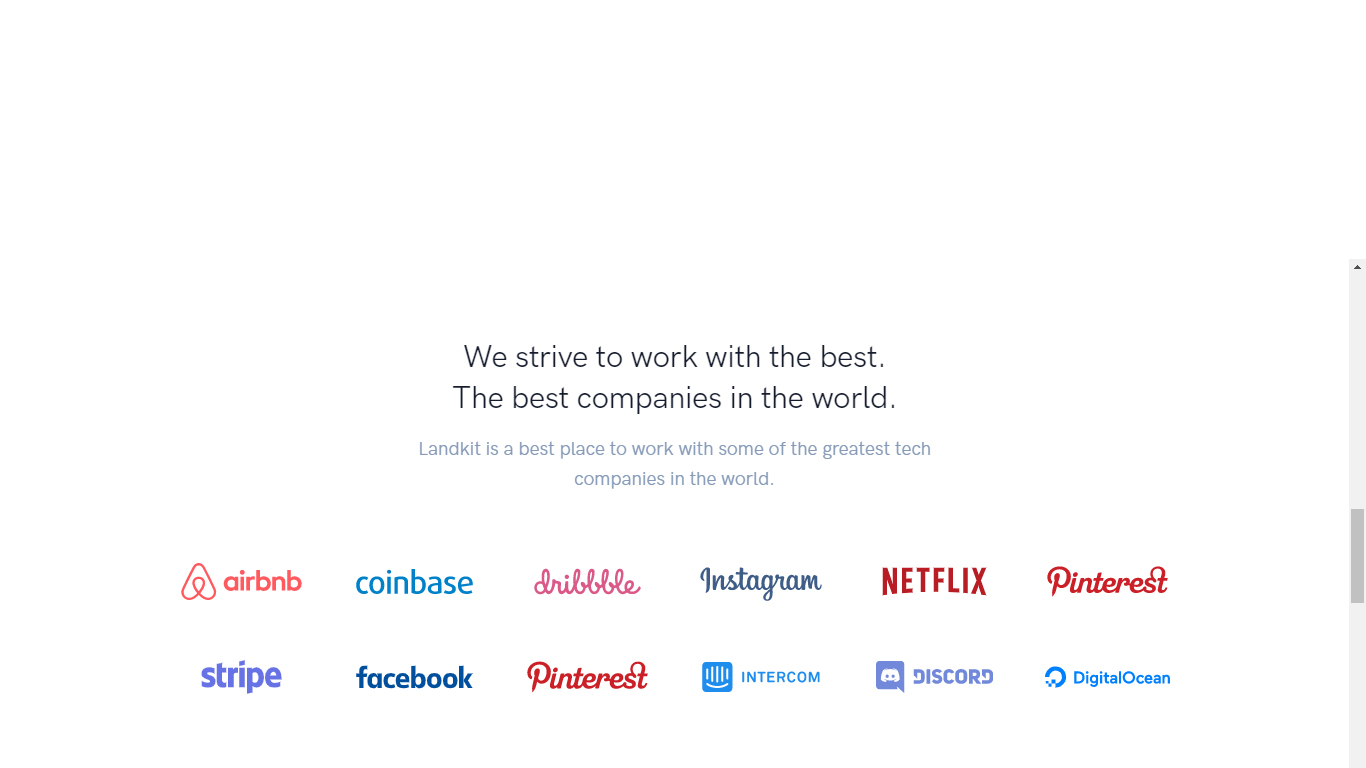 We strive to work with the best.
The best companies in the world.
Landkit is a best place to work with some of the greatest tech
companies in the world.
airbnb coinbase dribbble Instagram NETFLIX Pinterest
stripe facebook Pinterest INTERCOM DISCORD DigitalOcean